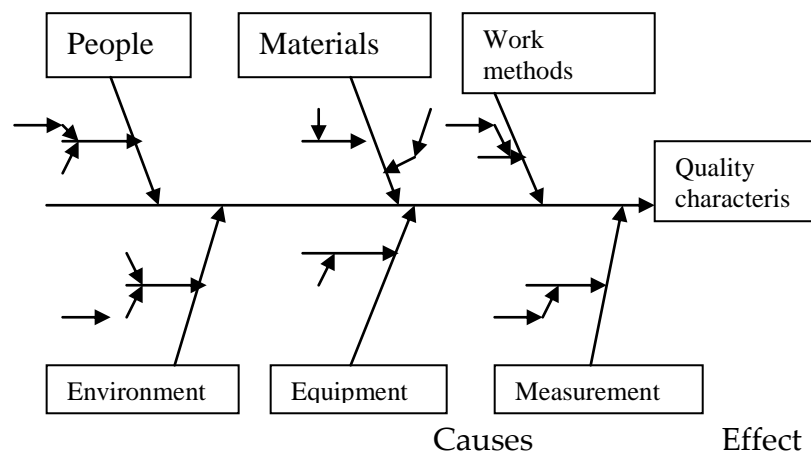 People
Materials
Work
methods
Quality
characteris
Environment
Equipment
Measurement
Causes
Effect